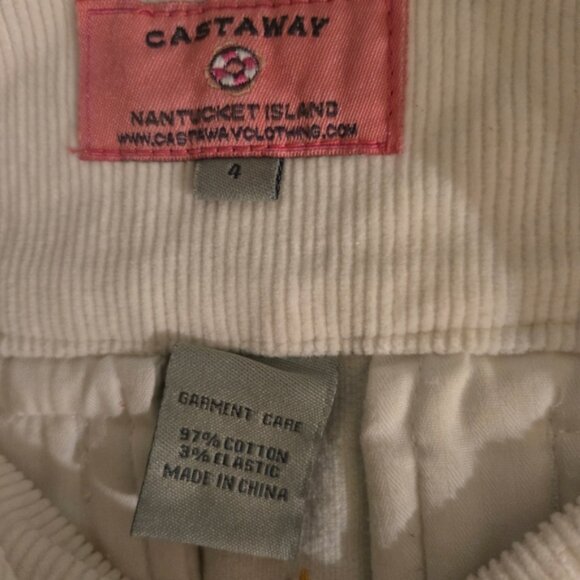 CASTAWAY
NANTUCKET ISLAND
WWW.CASTAWAYCLOTHING.COM
4
GARMENT CARE
97% COTTON
3% ELASTIC
MADE IN CHINA